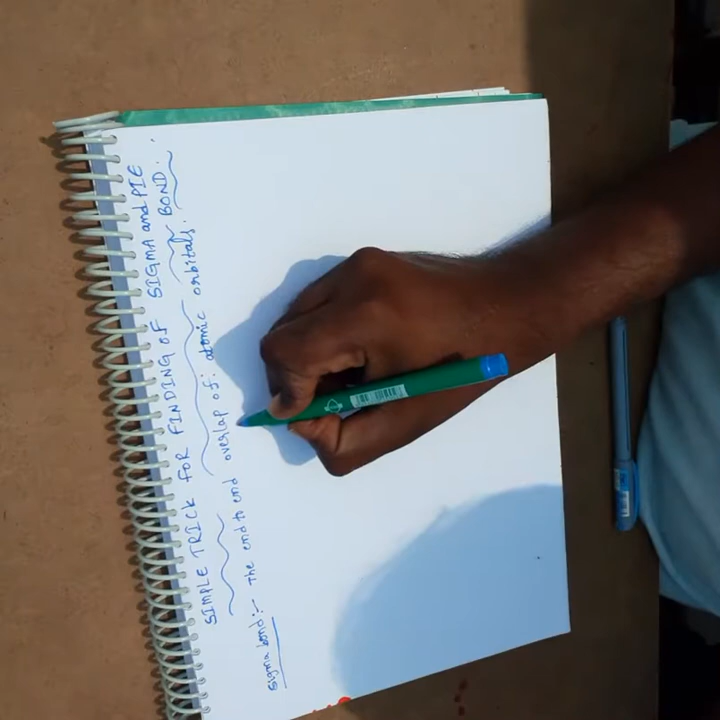 SIMPLE TRICK FOR FINDING OF SIGMA and PIE
BOND.
Sigma bond:- The end to end overlap of atomic orbitals.